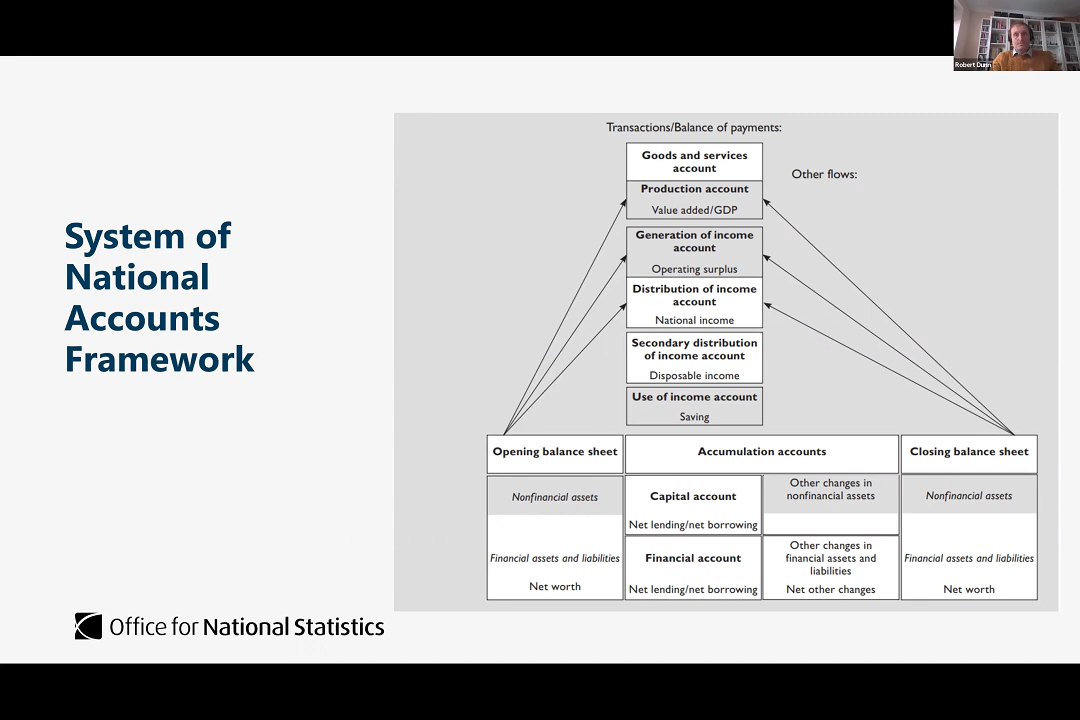 Robert Dunn
System of
National
Accounts
Framework
Transactions/Balance of payments:
Goods and services
account
Other flows:
Production account
Value added/GDP
Generation of income
account
Operating surplus
Distribution of income
account
National income
Secondary distribution
of income account
Disposable income
Use of income account
Saving
Opening balance sheet
Accumulation accounts
Closing balance sheet
Nonfinancial assets
Capital account
Net lending/net borrowing
Other changes in
nonfinancial assets
Nonfinancial assets
Financial assets and liabilities
Net worth
Financial account
Net lending/net borrowing
Other changes in
financial assets and
liabilities
Net other changes
Financial assets and liabilities
Net worth
Office for National Statistics